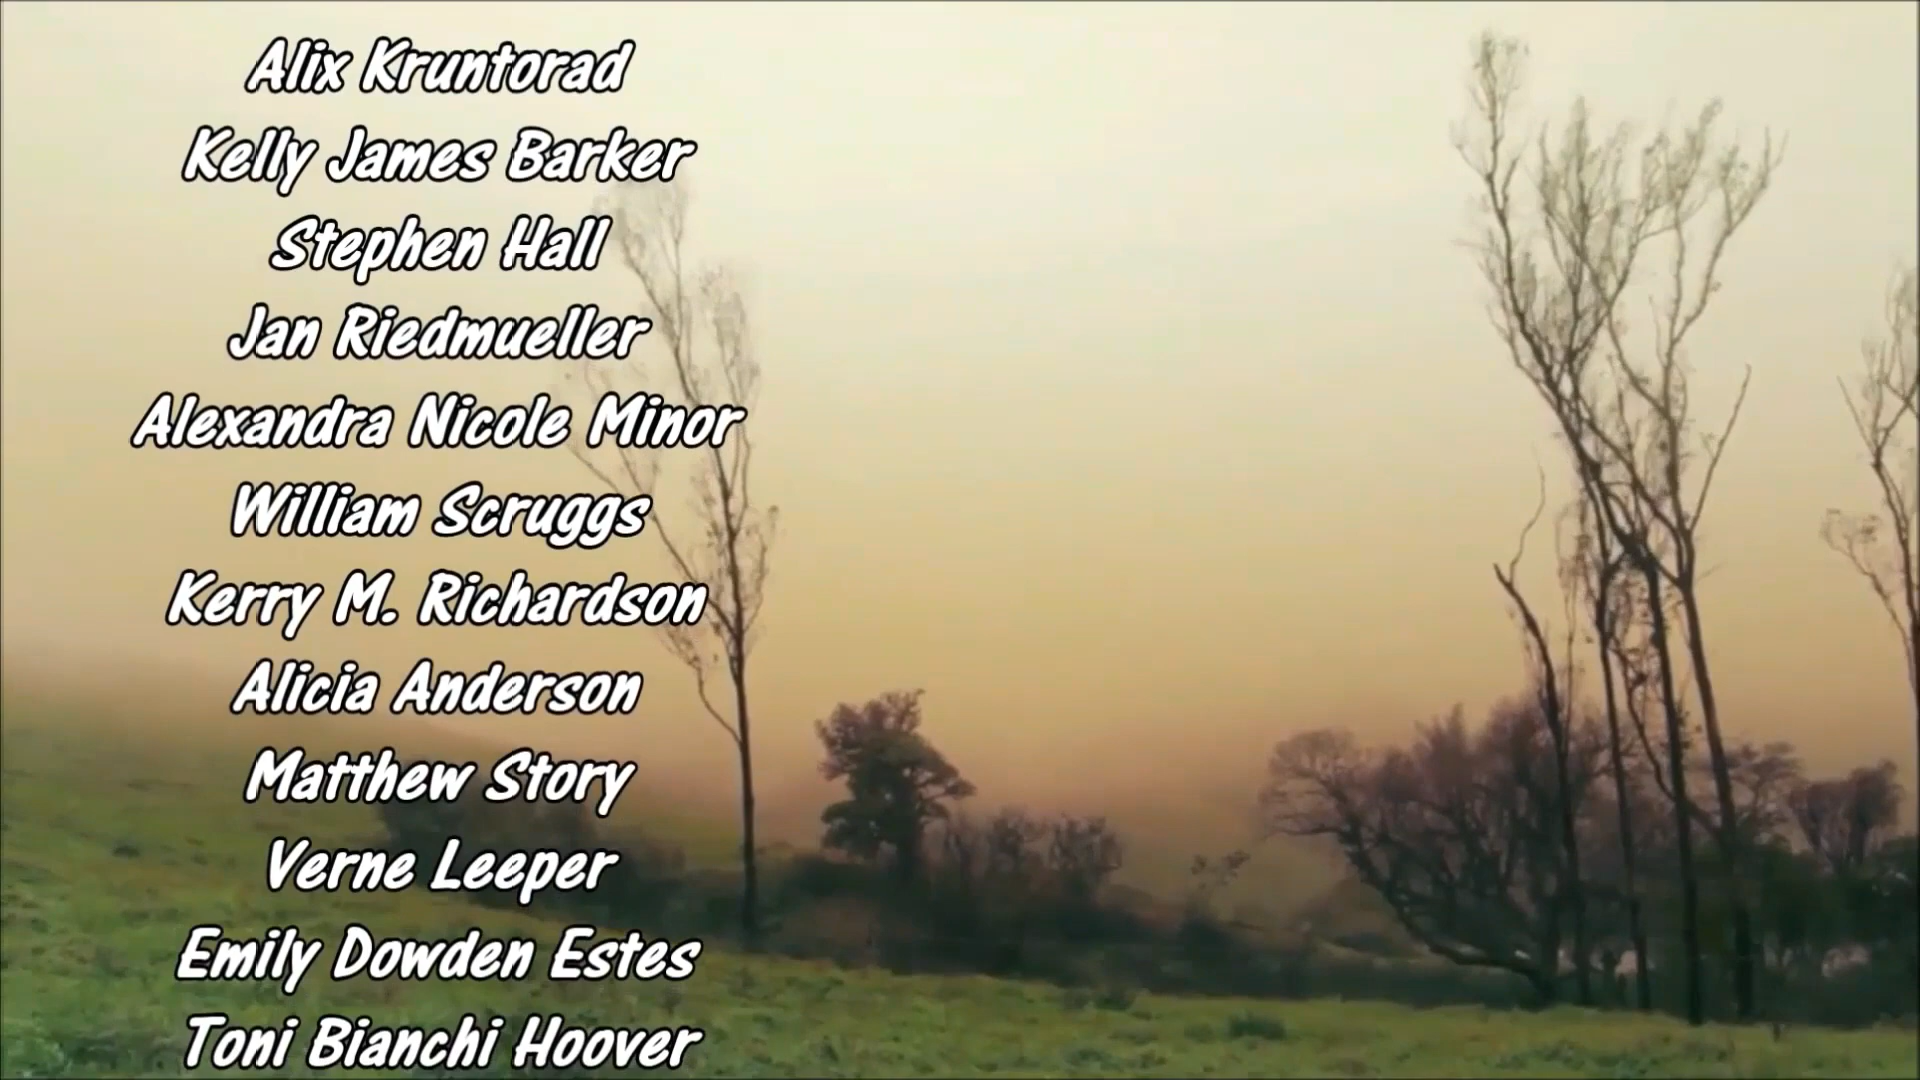 Alix Kruntorad
Kelly James Barker
Stephen Hall
Jan Riedmueller
Alexandra Nicole Minor
William Scruggs
Kerry M. Richardson
Alicia Anderson
Matthew Story
Verne Leeper
Emily Dowden Estes
Toni Bianchi Hoover